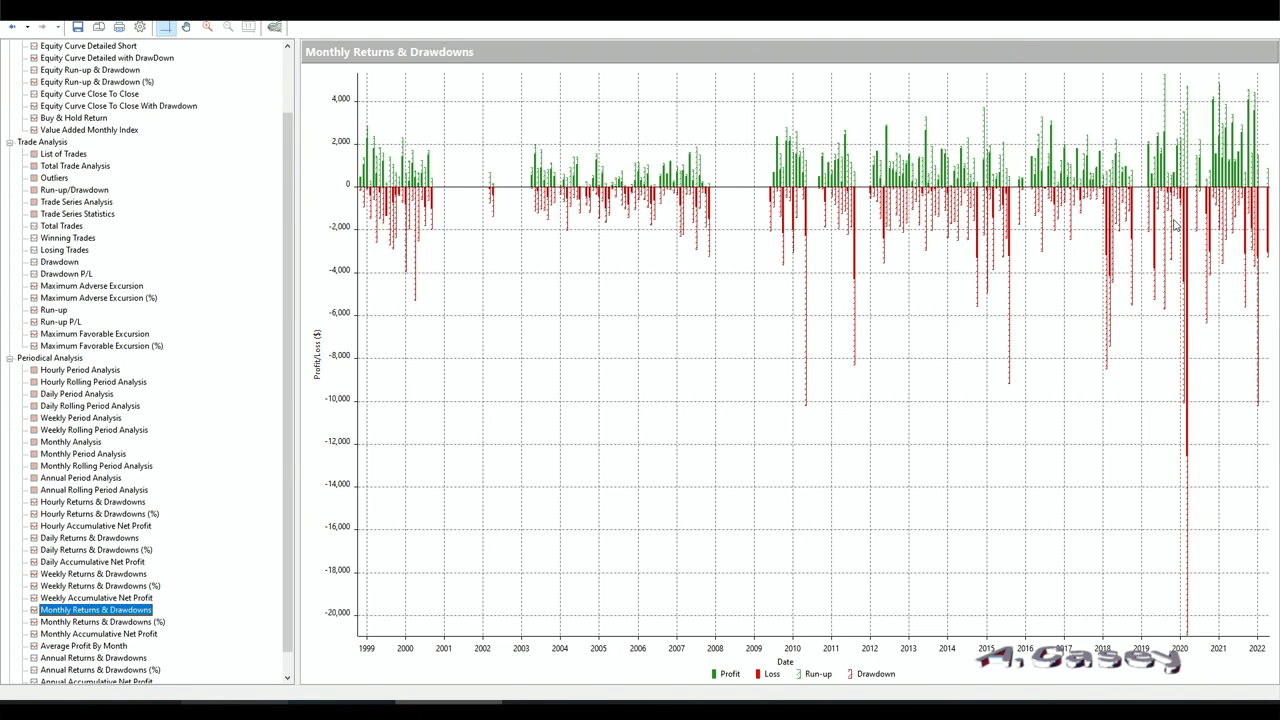 Equity Curve Detailed Short
Equity Curve Detailed with DrawDown
Equity Run-up & Drawdown
Equity Run-up & Drawdown (%)
Equity Curve Close To Close
Equity Curve Close To Close With Drawdown
Buy & Hold Return
Value Added Monthly Index
Trade Analysis
List of Trades
Total Trade Analysis
Outliers
Run-up/Drawdown
Trade Series Analysis
Trade Series Statistics
Total Trades
Winning Trades
Losing Trades
Drawdown
Drawdown P/L
Maximum Adverse Excursion
Maximum Adverse Excursion (%)
Run-up
Run-up P/L
Maximum Favorable Excursion
Maximum Favorable Excursion (%)
Periodical Analysis
Hourly Period Analysis
Hourly Rolling Period Analysis
Daily Period Analysis
Daily Rolling Period Analysis
Weekly Period Analysis
Weekly Rolling Period Analysis
Monthly Analysis
Monthly Period Analysis
Monthly Rolling Period Analysis
Annual Period Analysis
Annual Rolling Period Analysis
Hourly Returns & Drawdowns
Hourly Returns & Drawdowns (%)
Hourly Accumulative Net Profit
Daily Returns & Drawdowns
Daily Returns & Drawdowns (%)
Daily Accumulative Net Profit
Weekly Returns & Drawdowns
Weekly Returns & Drawdowns (%)
Weekly Accumulative Net Profit
Monthly Returns & Drawdowns
Monthly Returns & Drawdowns (%)
Monthly Accumulative Net Profit
Average Profit By Month
Annual Returns & Drawdowns
Annual Returns & Drawdowns (%)
Annual Accumulative Net Profit
Monthly Returns & Drawdowns
4,000
2,000
0
-2,000
-4,000
-6,000
-8,000
-10,000
-12,000
-14,000
-16,000
-18,000
-20,000
Profit/Loss ($)
1999 2000 2001 2002 2003 2004 2005 2006 2007 2008 2009 2010 2011 2012 2013 2014 2015 2016 2017 2018 2019 2020 2021 2022
Date
Profit Loss Run-up Drawdown
A.Casey